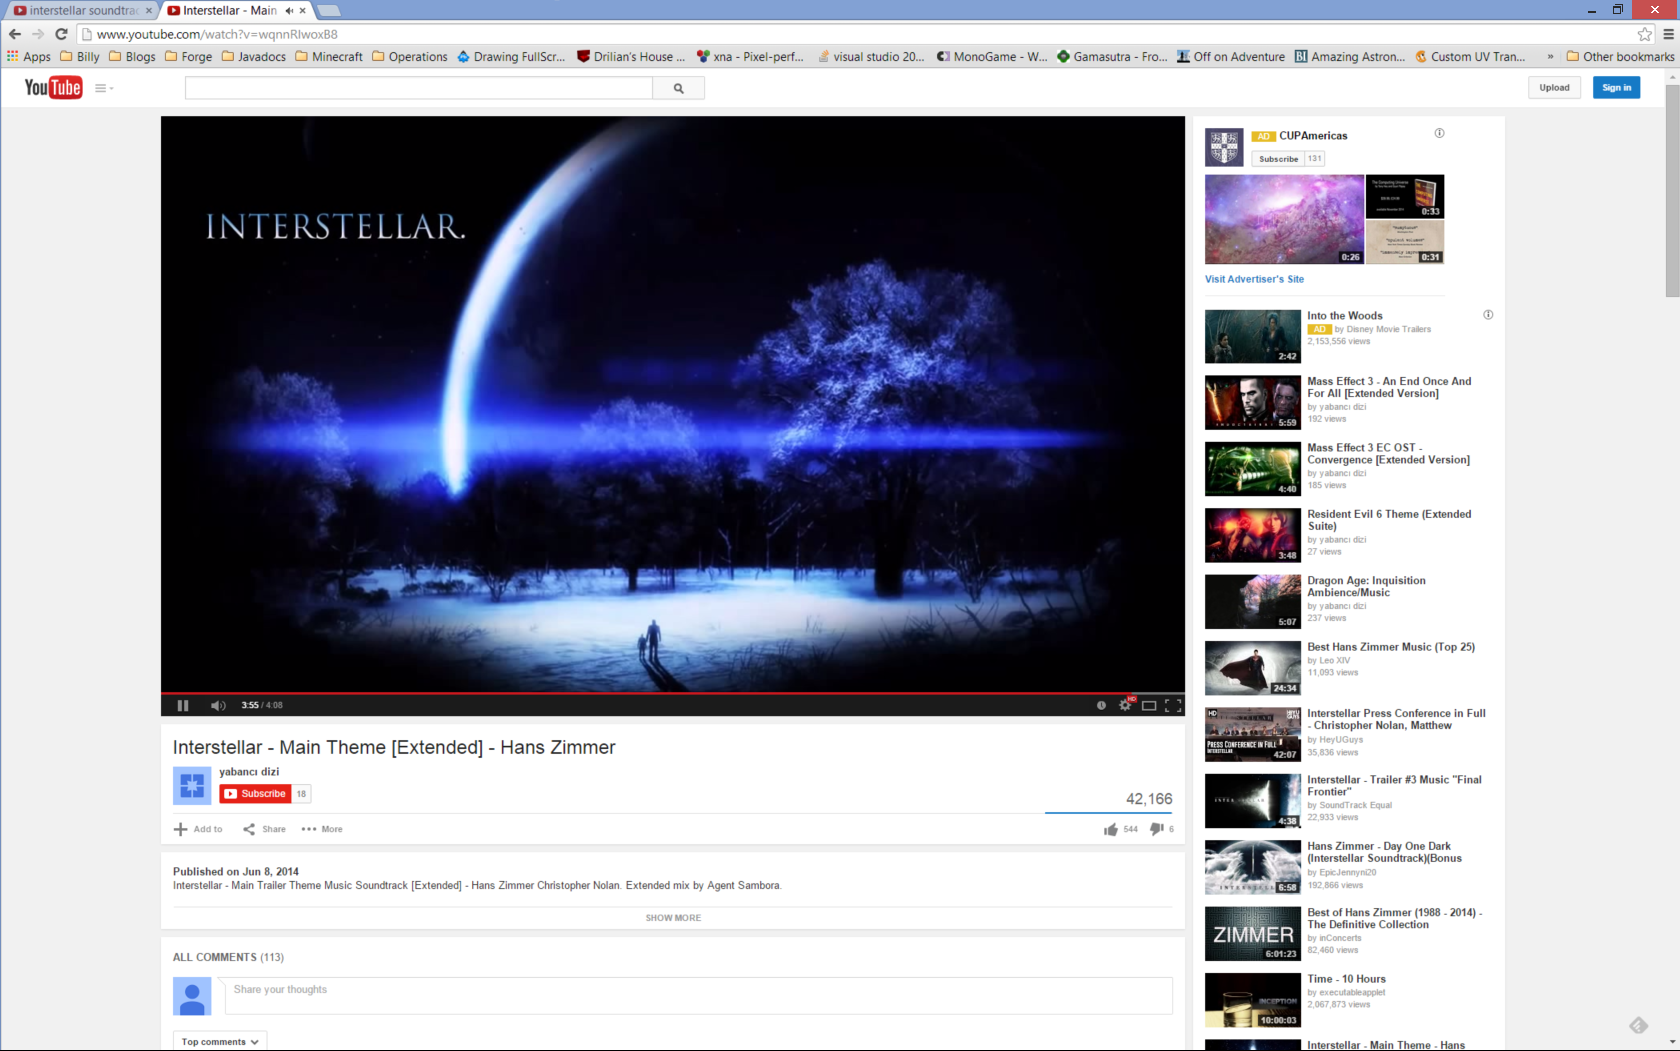 interstellar soundtrac
Interstellar - Main
www.youtube.com/watch?v=wqnnRlwoxB8
Apps Billy Blogs Forge Javadocs Minecraft Operations Drawing FullScr... Drilian's House ... xna - Pixel-perf... visual studio 20... MonoGame - W... Gamasutra - Fro... Off on Adventure Amazing Astron... Custom UV Tran... » Other bookmarks
YouTube
Upload
Sign in
INTERSTELLAR.
3:55 / 4:08
HD
Interstellar - Main Theme [Extended] - Hans Zimmer
yabancı dizi
Subscribe 18
42,166
Add to Share More
544 6
Published on Jun 8, 2014
Interstellar - Main Trailer Theme Music Soundtrack [Extended] - Hans Zimmer Christopher Nolan. Extended mix by Agent Sambora.
SHOW MORE
ALL COMMENTS (113)
Share your thoughts
Top comments
AD CUPAmericas
Subscribe 131
0:33
0:26
0:31
Visit Advertiser's Site
Into the Woods
AD by Disney Movie Trailers
2,153,556 views
2:42
Mass Effect 3 - An End Once And
For All [Extended Version]
by yabancı dizi
192 views
5:59
Mass Effect 3 EC OST -
Convergence [Extended Version]
by yabancı dizi
185 views
4:40
Resident Evil 6 Theme (Extended
Suite)
by yabancı dizi
27 views
3:48
Dragon Age: Inquisition
Ambience/Music
by yabancı dizi
237 views
5:07
Best Hans Zimmer Music (Top 25)
by Leo XIV
11,093 views
24:34
Interstellar Press Conference in Full
- Christopher Nolan, Matthew
by HeyUGuys
35,836 views
HD
HEYUGUYS
PRESS CONFERENCE IN FULL
INTERSTELLAR
42:07
Interstellar - Trailer #3 Music "Final
Frontier"
by SoundTrack Equal
22,933 views
4:38
Hans Zimmer - Day One Dark
(Interstellar Soundtrack)(Bonus
by EpicJennyni20
192,866 views
6:58
Best of Hans Zimmer (1988 - 2014) -
The Definitive Collection
by inConcerts
82,460 views
ZIMMER
6:01:23
Time - 10 Hours
by executableapplet
2,067,873 views
INCEPTION
10:00:03
Interstellar - Main Theme - Hans